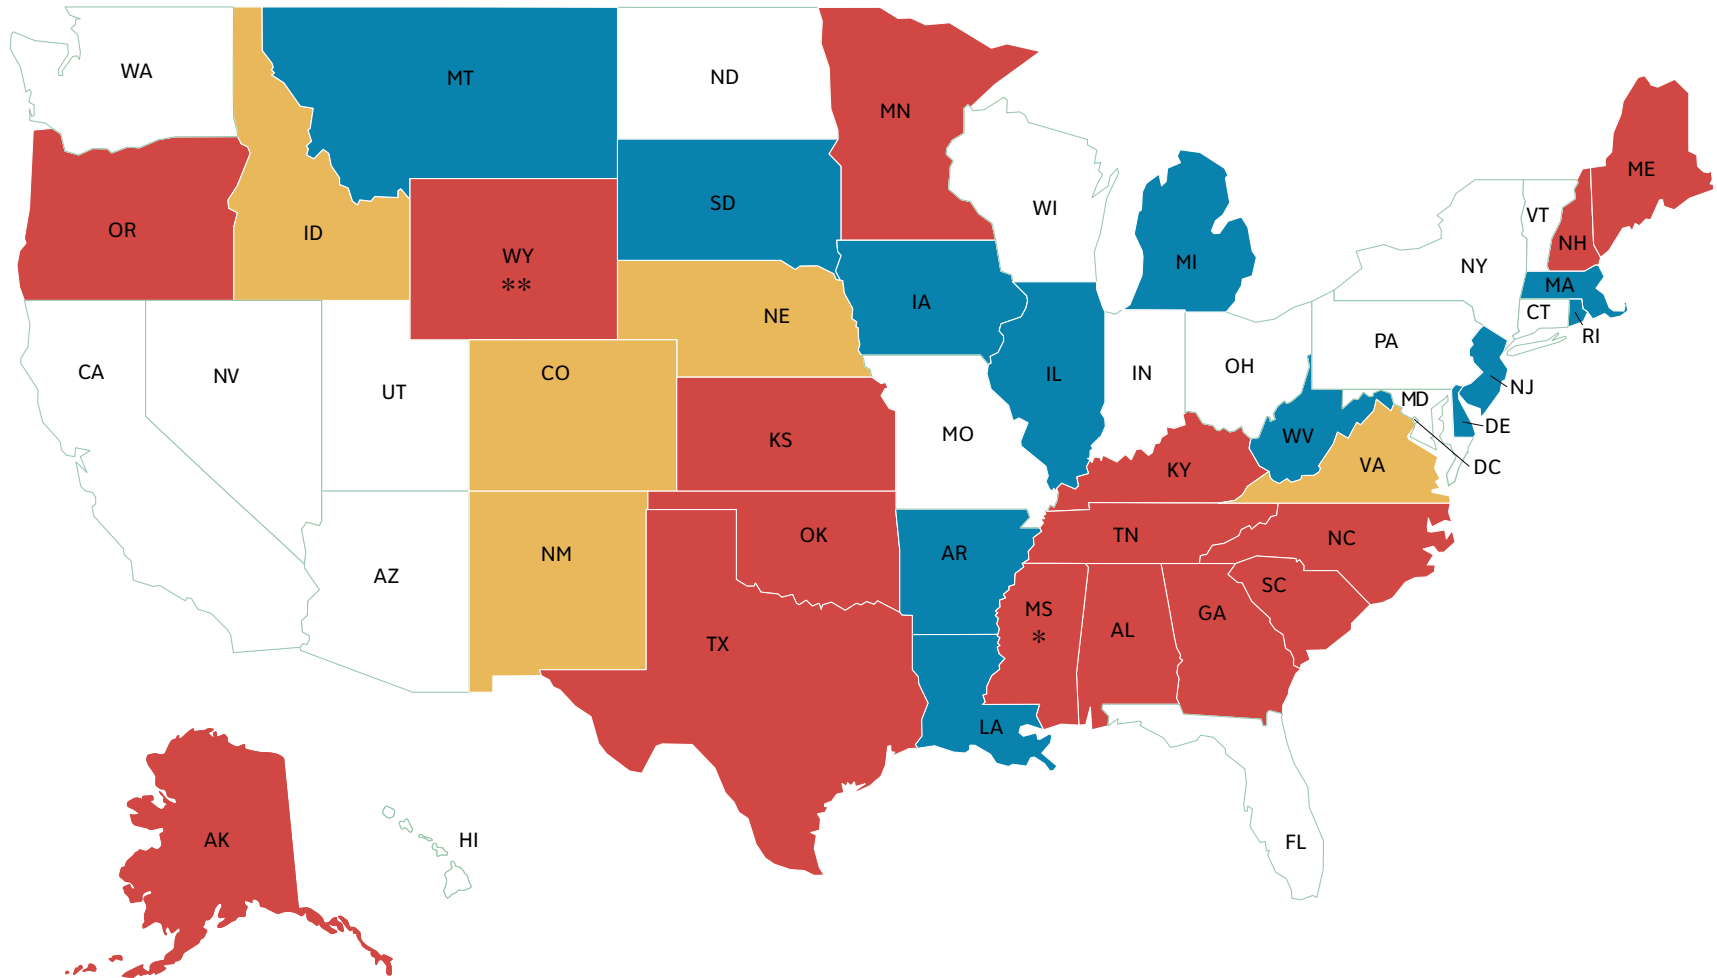 WA
MT
ND
MN
ME
OR
ID
WY
**
SD
WI
MI
VT
NH
NY
MA
CT
RI
IA
NE
CA
NV
UT
CO
IL
IN
OH
PA
NJ
MD
DE
DC
KS
MO
WV
VA
KY
AZ
NM
OK
AR
TN
NC
SC
TX
MS
*
AL
GA
LA
AK
HI
FL